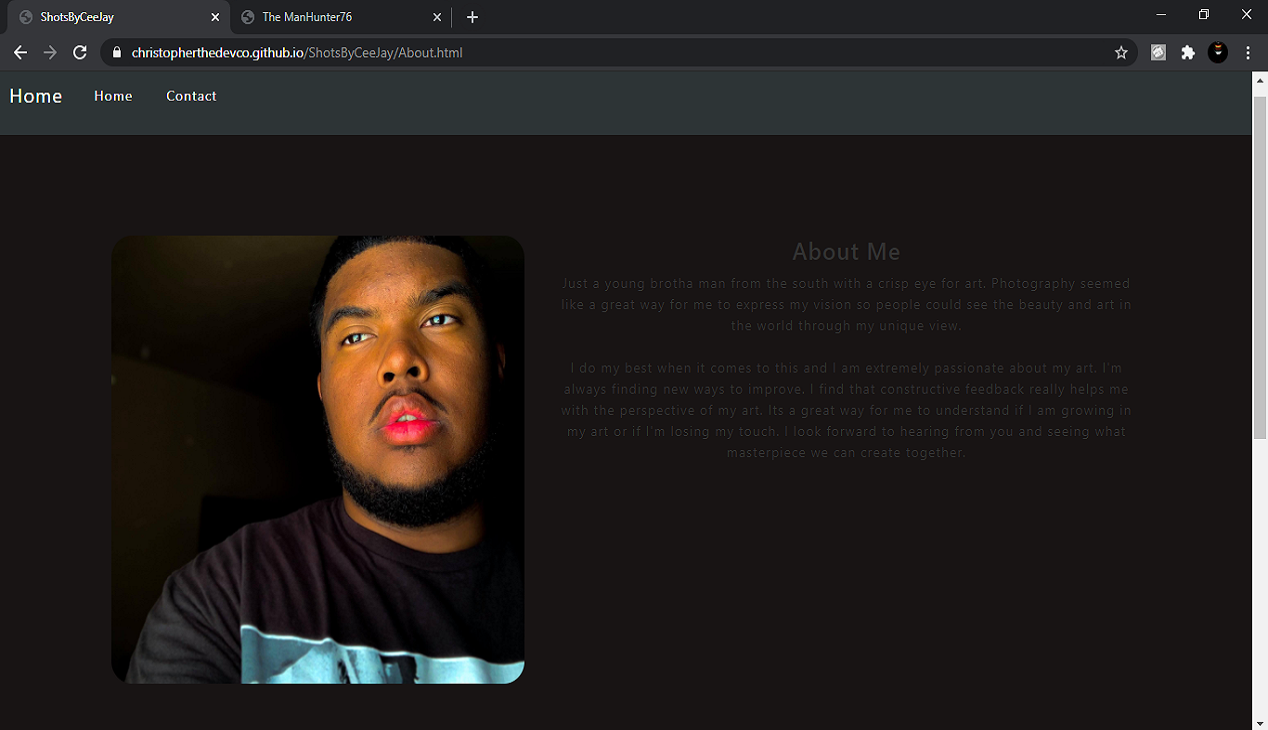 ShotsByCeeJay
The ManHunter76
christopherthedevco.github.io/ShotsByCeeJay/About.html
Home Home Contact
About Me
Just a young brotha man from the south with a crisp eye for art. Photography seemed
like a great way for me to express my vision so people could see the beauty and art in
the world through my unique view.
I do my best when it comes to this and I am extremely passionate about my art. I'm
always finding new ways to improve. I find that constructive feedback really helps me
with the perspective of my art. Its a great way for me to understand if I am growing in
my art or if I'm losing my touch. I look forward to hearing from you and seeing what
masterpiece we can create together.